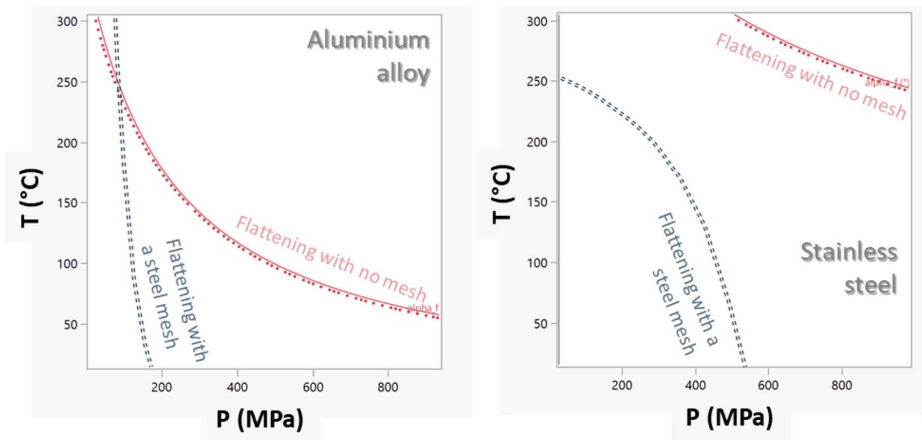 Aluminium
alloy
300
250
200
150
100
50
T (°C)
Flattening with no mesh
alpha f
Flattening with
a steel mesh
200
400
600
800
P (MPa)
300
250
200
150
100
50
T (°C)
Flattening with no mesh
Flattening with a
steel mesh
Stainless
steel
200
400
600
800
P (MPa)